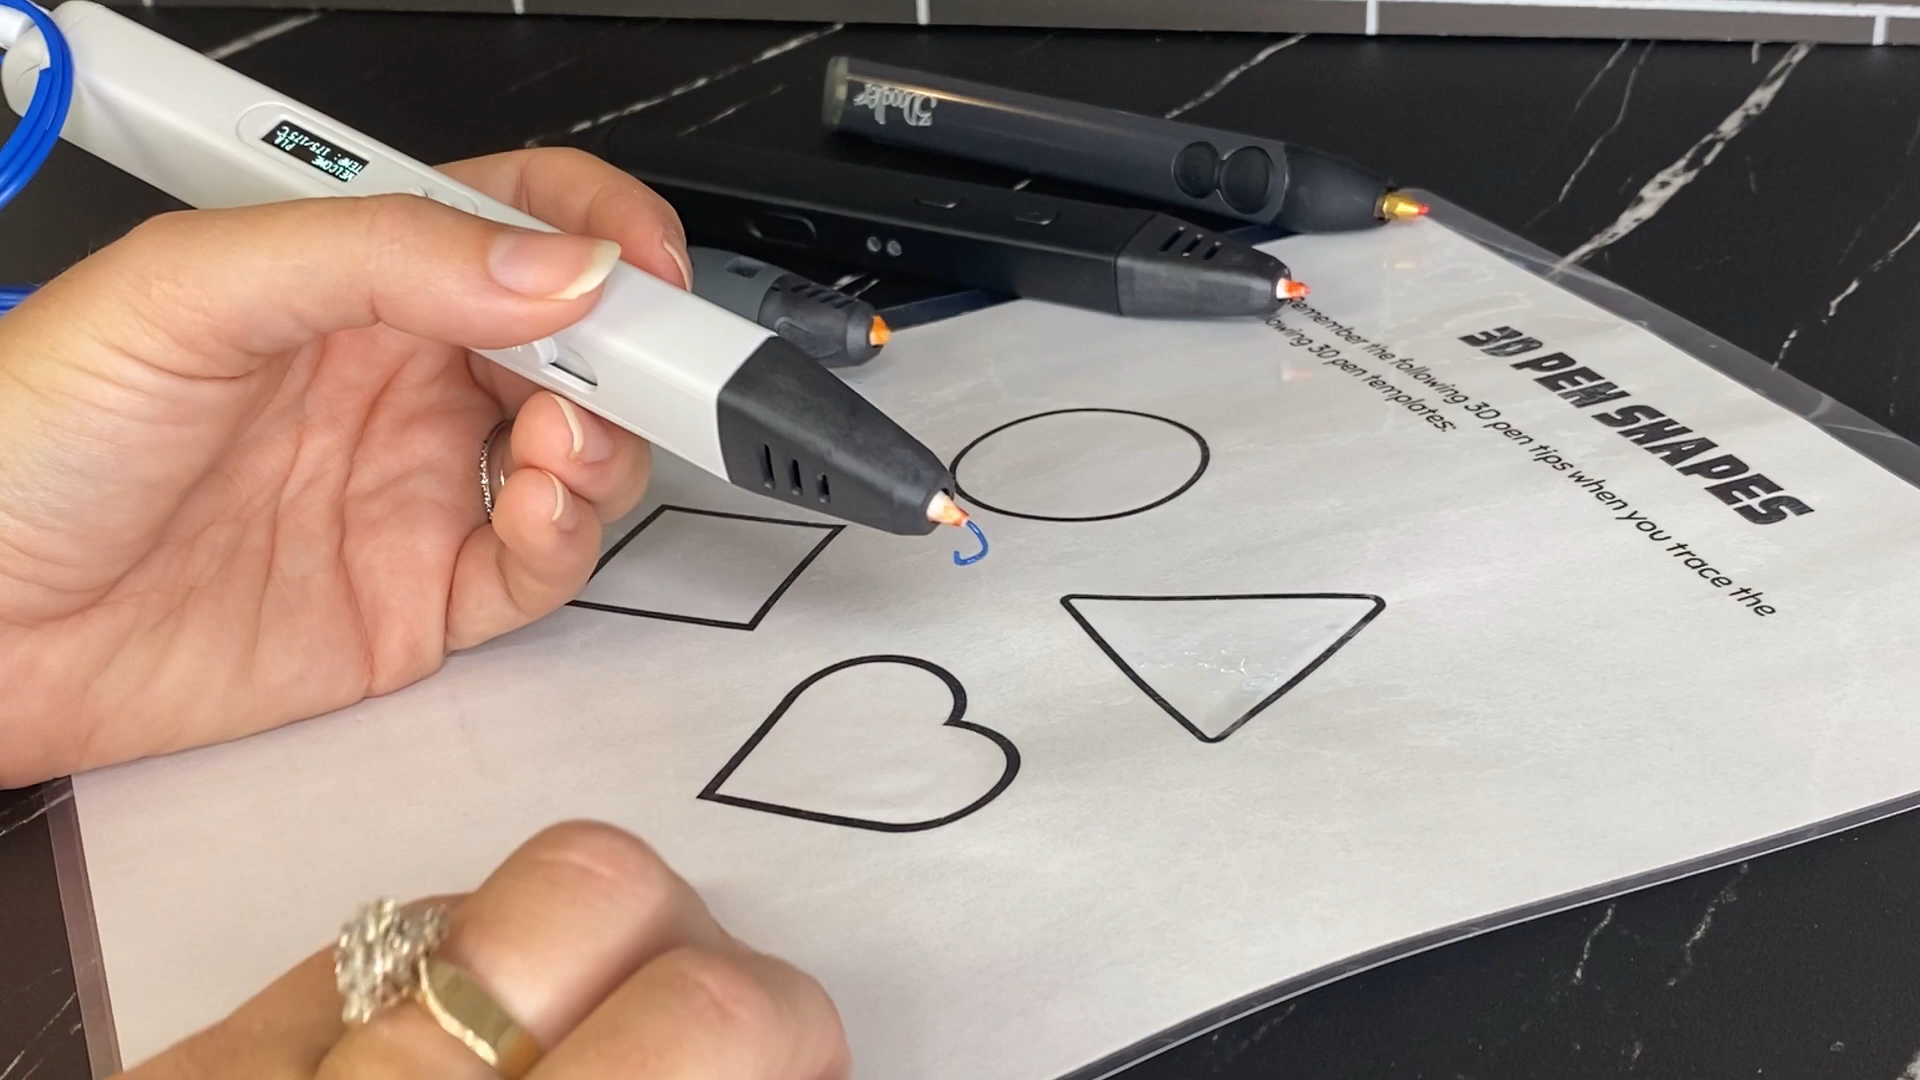 3Doodler
WELCOME PLA
TEMP: 175/175°C
3D PEN SHAPES
Remember the following 3D pen tips when you trace the
following 3D pen templates: